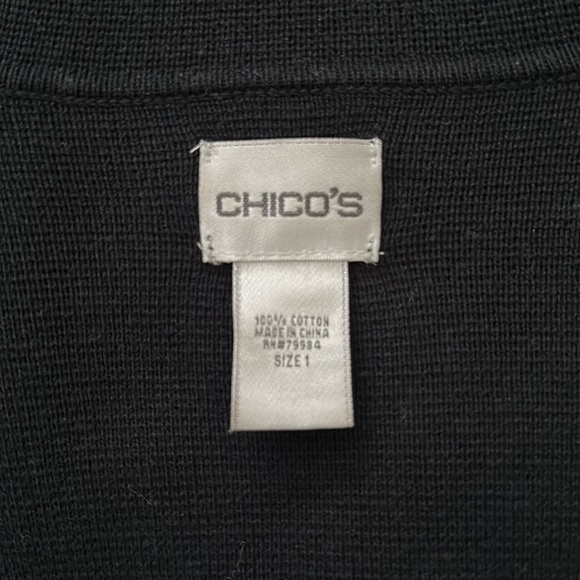 CHICO'S
100% COTTON
MADE IN CHINA
RN#79984
SIZE 1